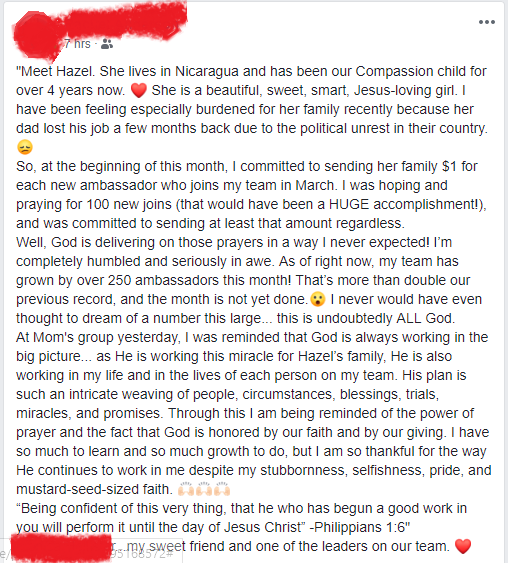 7 hrs ·
"Meet Hazel. She lives in Nicaragua and has been our Compassion child for
over 4 years now. ❤️ She is a beautiful, sweet, smart, Jesus-loving girl. I
have been feeling especially burdened for her family recently because her
dad lost his job a few months back due to the political unrest in their country.
😞
So, at the beginning of this month, I committed to sending her family $1 for
each new ambassador who joins my team in March. I was hoping and
praying for 100 new joins (that would have been a HUGE accomplishment!),
and was committed to sending at least that amount regardless.
Well, God is delivering on those prayers in a way I never expected! I'm
completely humbled and seriously in awe. As of right now, my team has
grown by over 250 ambassadors this month! That's more than double our
previous record, and the month is not yet done. 😮 I never would have even
thought to dream of a number this large... this is undoubtedly ALL God.
At Mom's group yesterday, I was reminded that God is always working in the
big picture... as He is working this miracle for Hazel's family, He is also
working in my life and in the lives of each person on my team. His plan is
such an intricate weaving of people, circumstances, blessings, trials,
miracles, and promises. Through this I am being reminded of the power of
prayer and the fact that God is honored by our faith and by our giving. I have
so much to learn and so much growth to do, but I am so thankful for the way
He continues to work in me despite my stubbornness, selfishness, pride, and
mustard-seed-sized faith. 🙌🏻🙌🏻🙌🏻
"Being confident of this very thing, that he who has begun a good work in
you will perform it until the day of Jesus Christ" -Philippians 1:6"
...my sweet friend and one of the leaders on our team. ❤️